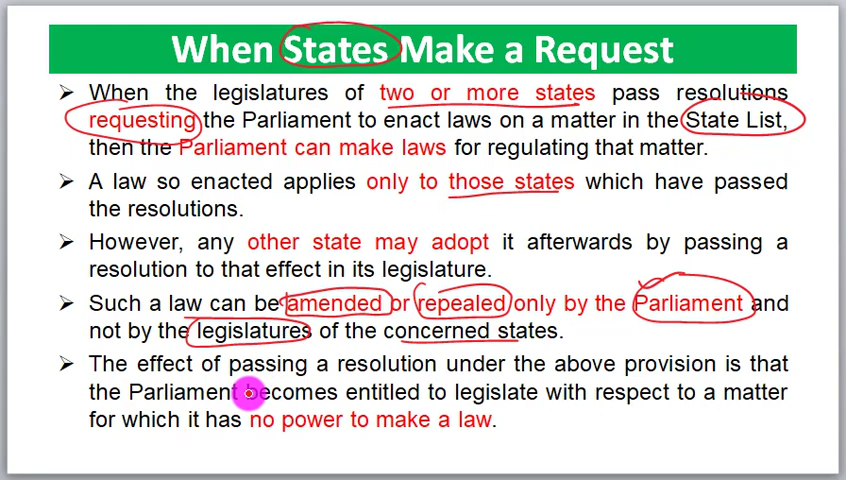 When States Make a Request
➢ When the legislatures of two or more states pass resolutions
requesting the Parliament to enact laws on a matter in the State List,
then the Parliament can make laws for regulating that matter.
➢ A law so enacted applies only to those states which have passed
the resolutions.
➢ However, any other state may adopt it afterwards by passing a
resolution to that effect in its legislature.
➢ Such a law can be amended or repealed only by the Parliament and
not by the legislatures of the concerned states.
➢ The effect of passing a resolution under the above provision is that
the Parliament becomes entitled to legislate with respect to a matter
for which it has no power to make a law.